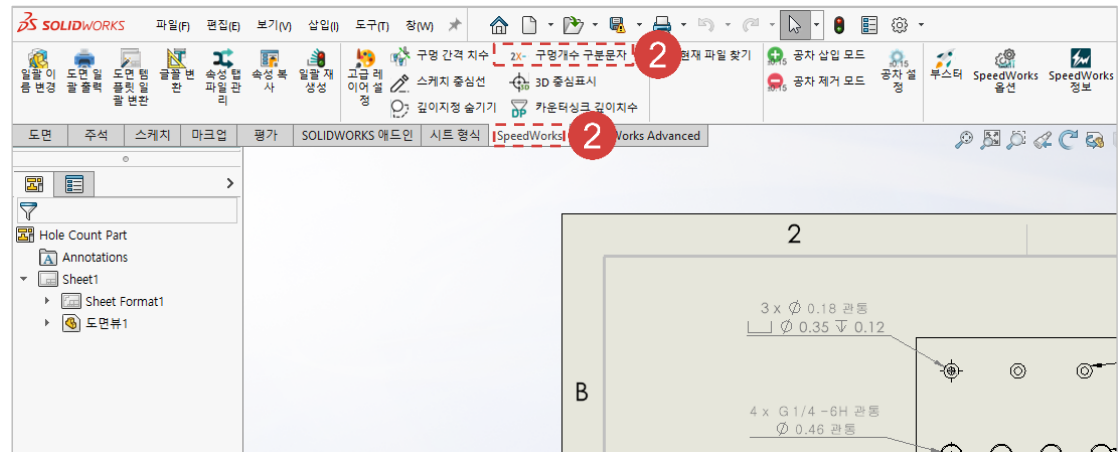 SOLIDWORKS 파일(F) 편집(E) 보기(V) 삽입(I) 도구(T) 창(W)
일괄 이름 변경
도면 일괄 출력
도면 템플릿 일괄 변환
글꼴 변환
속성 탭 파일 관리
속성 복사
일괄 재생성
고급 레이어 설정
구멍 간격 치수
스케치 중심선
깊이지정 숨기기
2x- 구멍개수 구분문자
2
3D 중심표시
DP 카운터싱크 깊이치수
현재 파일 찾기
공차 삽입 모드
공차 제거 모드
공차 설정
부스터
SpeedWorks 옵션
SpeedWorks 정보
도면 주석 스케치 마크업 평가 SOLIDWORKS 애드인 시트 형식 SpeedWorks 2 Works Advanced
Hole Count Part
Annotations
Sheet1
Sheet Format1
도면뷰1
2
3 x Ø 0.18 관통
⌴ Ø 0.35 ↧ 0.12
B
4 x G 1/4 -6H 관통
Ø 0.46 관통